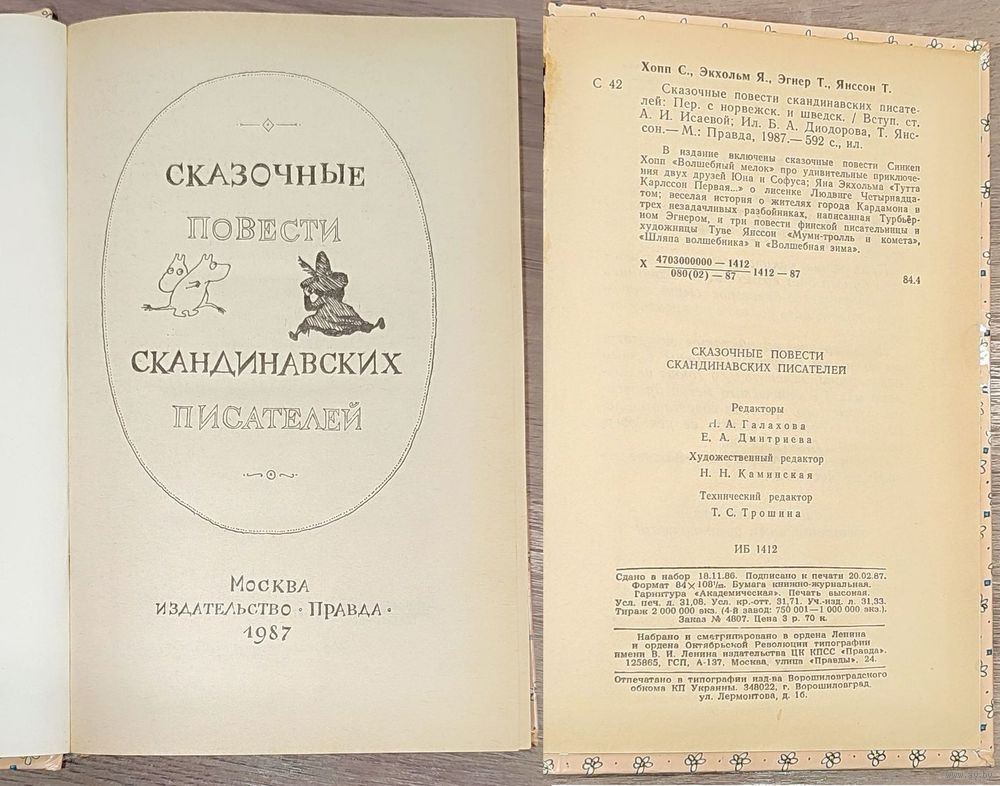 СКАЗОЧНЫЕ
ПОВЕСТИ
СКАНДИНАВСКИХ
ПИСАТЕЛЕЙ
МОСКВА
ИЗДАТЕЛЬСТВО · ПРАВДА ·
1987
Хопп С., Экхольм Я., Эгнер Т., Янссон Т.
С 42
Сказочные повести скандинавских писате-
лей: Пер. с норвежск. и шведск. / Вступ. ст.
А. И. Исаевой; Ил. Б. А. Диодорова, Т. Янс-
сон.— М.: Правда, 1987.— 592 с., ил.
В издание включены сказочные повести Синкен
Хопп «Волшебный мелок» про удивительные приключе-
ния двух друзей Юна и Софуса; Яна Экхольма «Тутта
Карлссон Первая...» о лисенке Людвиге Четырнадца-
том; веселая история о жителях города Кардамона и
трех незадачливых разбойниках, написанная Турбьёр-
ном Эгнером, и три повести финской писательницы и
художницы Туве Янссон «Муми-тролль и комета»,
«Шляпа волшебника» и «Волшебная зима».
Х 4703000000 — 1412
080(02) — 87
1412 — 87
84.4
СКАЗОЧНЫЕ ПОВЕСТИ
СКАНДИНАВСКИХ ПИСАТЕЛЕЙ
Редакторы
А. Галахова
Е. А. Дмитриева
Художественный редактор
Н. Н. Каминская
Технический редактор
Т. С. Трошина
ИБ 1412
Сдано в набор 18.11.86. Подписано к печати 20.02.87.
Формат 84×108¹/₃₂. Бумага книжно-журнальная.
Гарнитура «Академическая». Печать высокая.
Усл. печ. л. 31,08. Усл. кр.-отт. 31,71. Уч.-изд. л. 31,33.
Тираж 2 000 000 экз. (4-й завод: 750 001—1 000 000 экз.).
Заказ № 4807. Цена 3 р. 70 к.
Набрано и сматрицировано в ордена Ленина
и ордена Октябрьской Революции типографии
имени В. И. Ленина издательства ЦК КПСС «Правда».
125865, ГСП, А-137, Москва, улица «Правды», 24.
Отпечатано в типографии изд-ва Ворошиловградского
обкома КП Украины. 348022, г. Ворошиловград,
ул. Лермонтова, д. 1б.